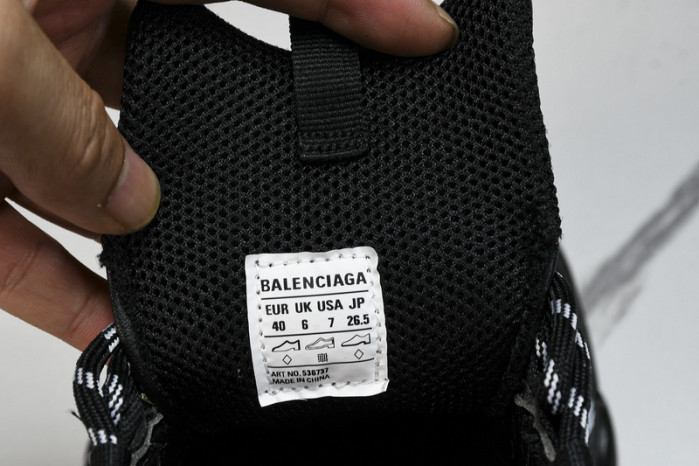 BALENCIAGA
EUR UK USA JP
40 6 7 26.5
ART NO. 536737
MADE IN CHINA